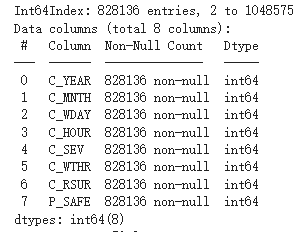 Int64Index: 828136 entries, 2 to 1048575
Data columns (total 8 columns):
 #   Column  Non-Null Count   Dtype
---  ------  --------------   -----
 0   C_YEAR  828136 non-null  int64
 1   C_MNTH  828136 non-null  int64
 2   C_WDAY  828136 non-null  int64
 3   C_HOUR  828136 non-null  int64
 4   C_SEV   828136 non-null  int64
 5   C_WTHR  828136 non-null  int64
 6   C_RSUR  828136 non-null  int64
 7   P_SAFE  828136 non-null  int64
dtypes: int64(8)